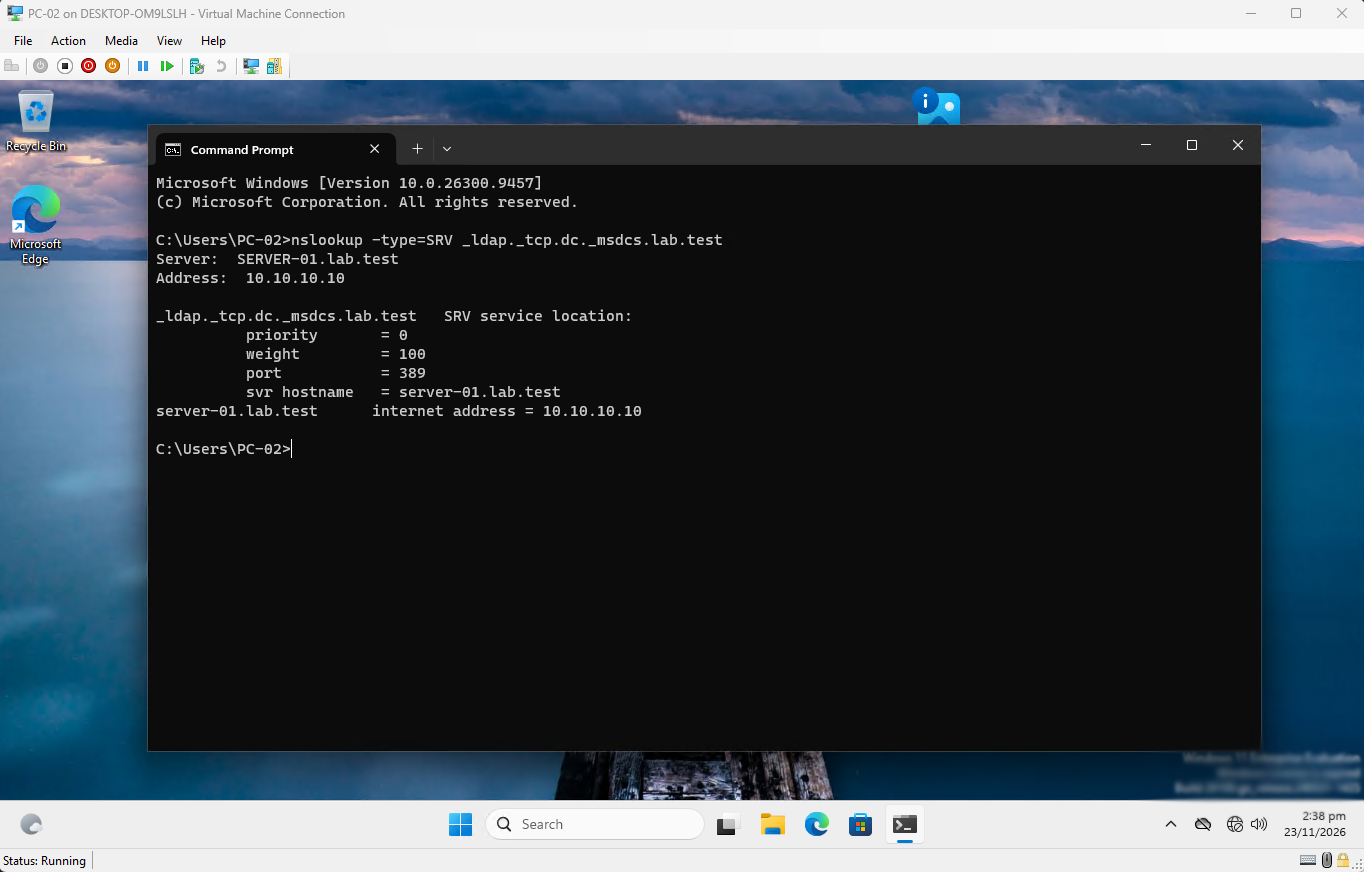 PC-02 on DESKTOP-OM9LSLH - Virtual Machine Connection
File Action Media View Help
Recycle Bin
Microsoft
Edge
Command Prompt
Microsoft Windows [Version 10.0.26300.9457]
(c) Microsoft Corporation. All rights reserved.
C:\Users\PC-02>nslookup -type=SRV _ldap._tcp.dc._msdcs.lab.test
Server: SERVER-01.lab.test
Address: 10.10.10.10
_ldap._tcp.dc._msdcs.lab.test SRV service location:
priority = 0
weight = 100
port = 389
svr hostname = server-01.lab.test
server-01.lab.test internet address = 10.10.10.10
C:\Users\PC-02>
Windows 11 Enterprise Evaluation
Search
2:38 pm
23/11/2026
Status: Running